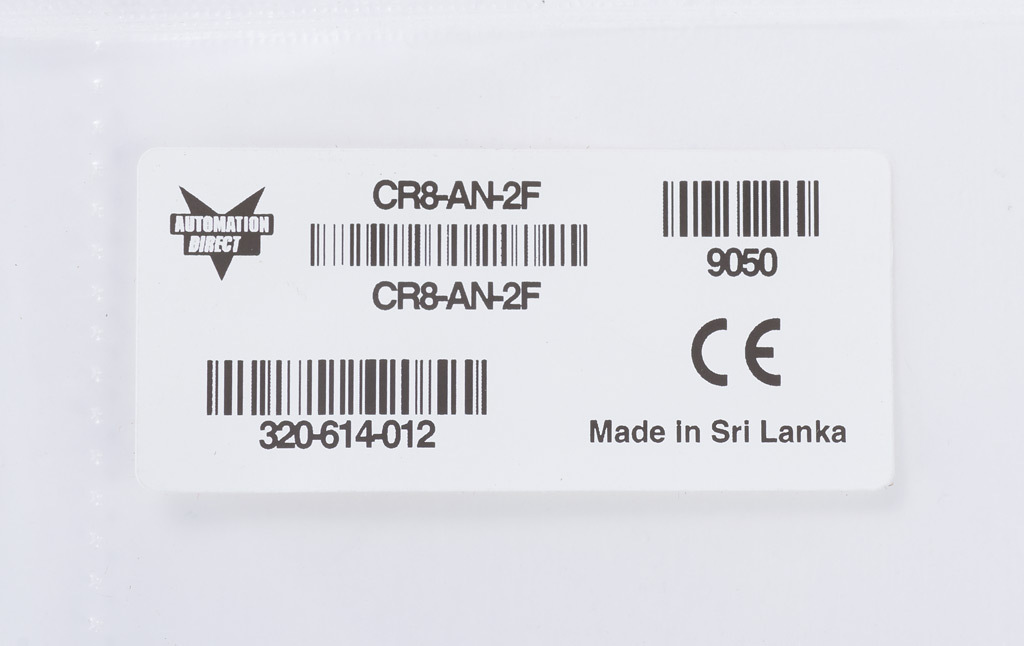 AUTOMATION
DIRECT
CR8-AN-2F
CR8-AN-2F
9050
CE
320-614-012
Made in Sri Lanka